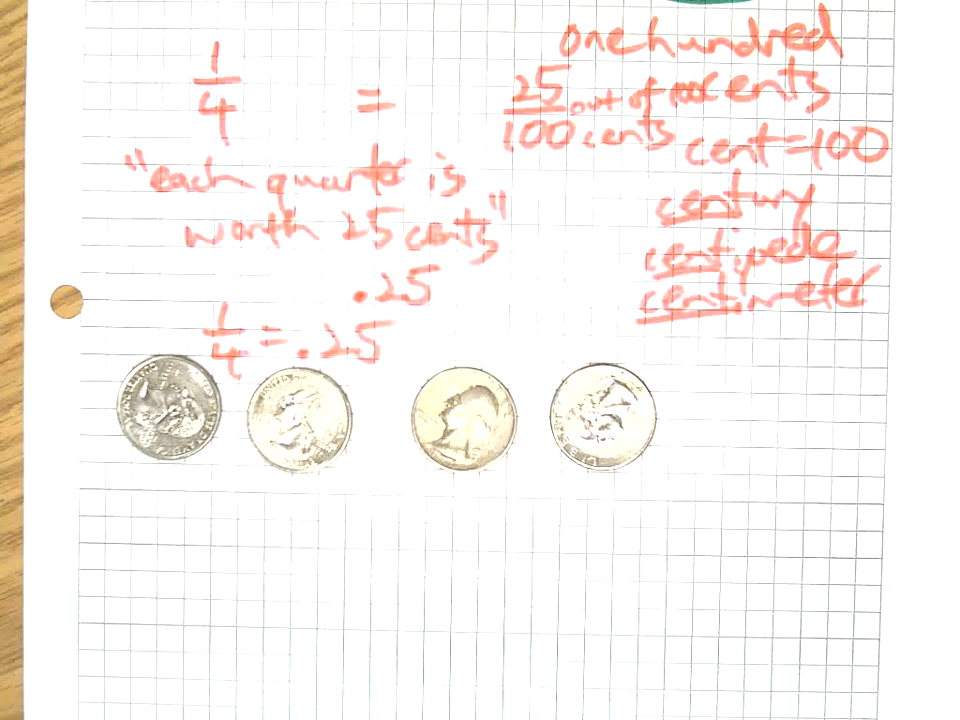 one hundred
1/4 = 25/100 out of cents
cents cent=100
"each quarter is
worth 25 cents"
century
centipede
centimeter
.25
1/4 = .25